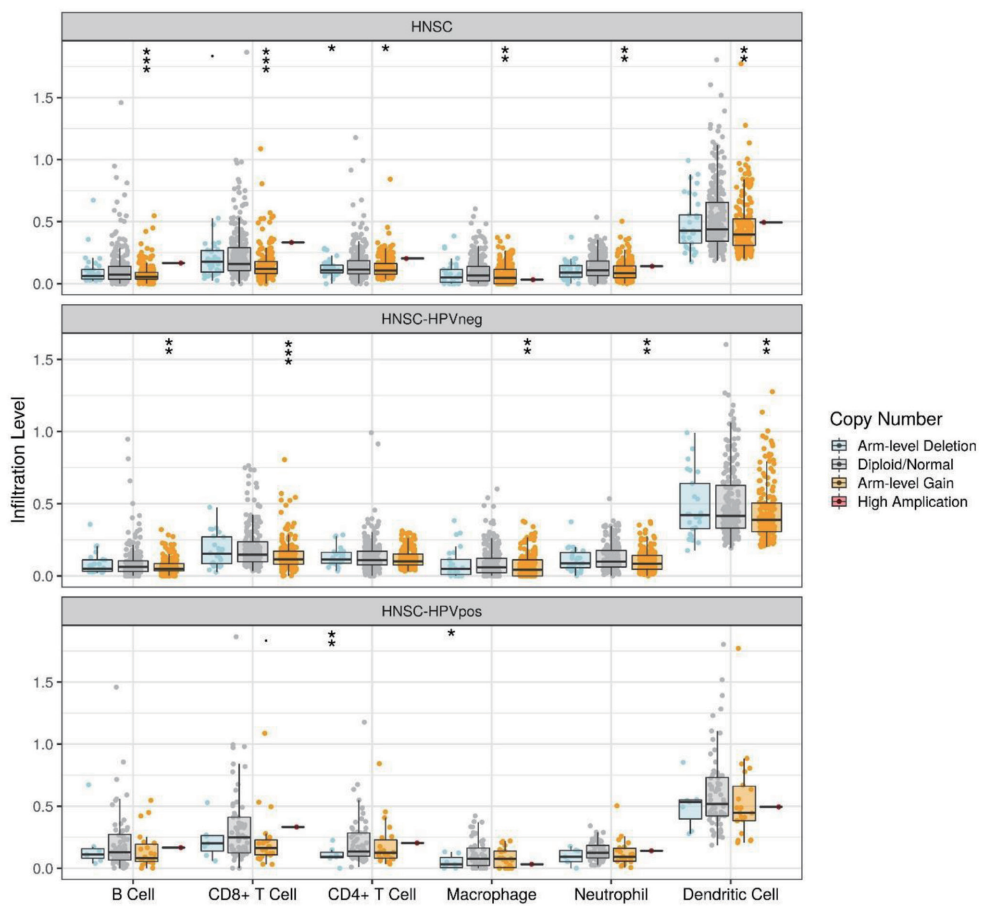 HNSC
*** . *** * * ** ** **
1.5
1.0
0.5
0.0
HNSC-HPVneg
** *** ** ** **
1.5
1.0
0.5
0.0
HNSC-HPVpos
. ** *
1.5
1.0
0.5
0.0
Infiltration Level
B Cell CD8+ T Cell CD4+ T Cell Macrophage Neutrophil Dendritic Cell
Copy Number
Arm-level Deletion
Diploid/Normal
Arm-level Gain
High Amplication